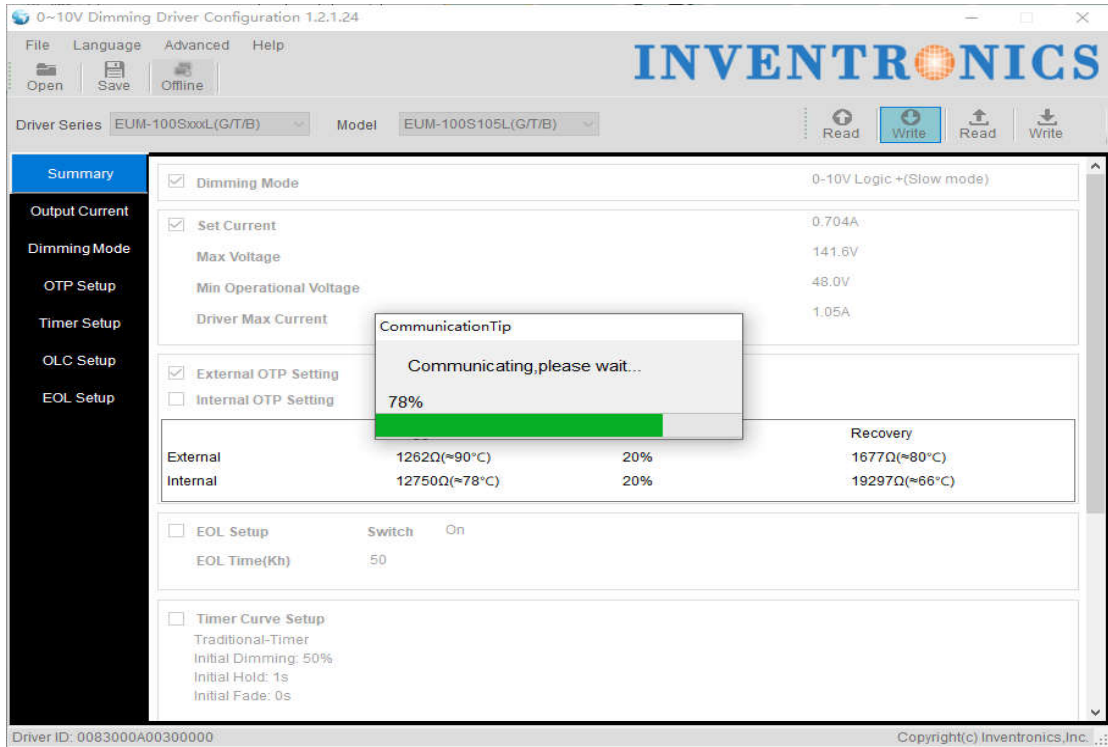 0~10V Dimming Driver Configuration 1.2.1.24
File Language Advanced Help
INVENTRONICS
Open Save Offline
Driver Series EUM-100SxxxL(G/T/B) Model EUM-100S105L(G/T/B) Read Write Read Write
Summary
Output Current
Dimming Mode
OTP Setup
Timer Setup
OLC Setup
EOL Setup
Dimming Mode 0-10V Logic +(Slow mode)
Set Current 0.704A
Max Voltage 141.6V
Min Operational Voltage 48.0V
Driver Max Current 1.05A
CommunicationTip
Communicating,please wait...
78%
External OTP Setting
Internal OTP Setting
Recovery
External 1262Ω(≈90°C) 20% 1677Ω(≈80°C)
Internal 12750Ω(≈78°C) 20% 19297Ω(≈66°C)
EOL Setup Switch On
EOL Time(Kh) 50
Timer Curve Setup
Traditional-Timer
Initial Dimming: 50%
Initial Hold: 1s
Initial Fade: 0s
Driver ID: 0083000A00300000 Copyright(c) Inventronics,Inc.